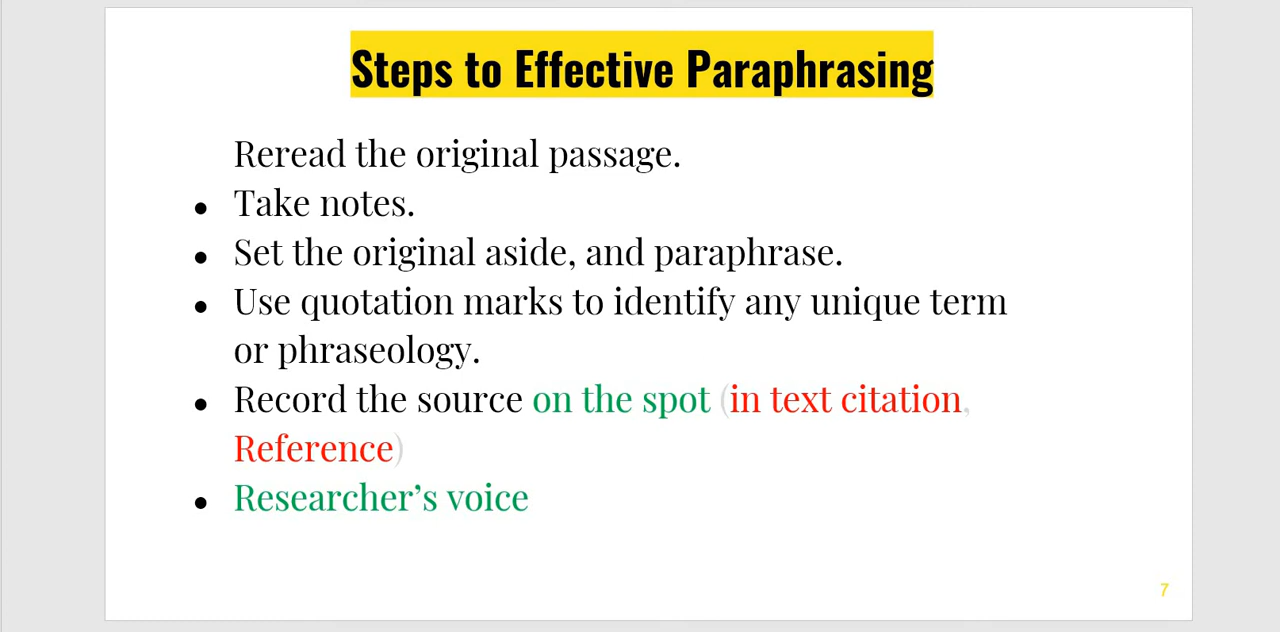 Steps to Effective Paraphrasing
Reread the original passage.
● Take notes.
● Set the original aside, and paraphrase.
● Use quotation marks to identify any unique term
or phraseology.
● Record the source on the spot (in text citation,
Reference)
● Researcher’s voice
7